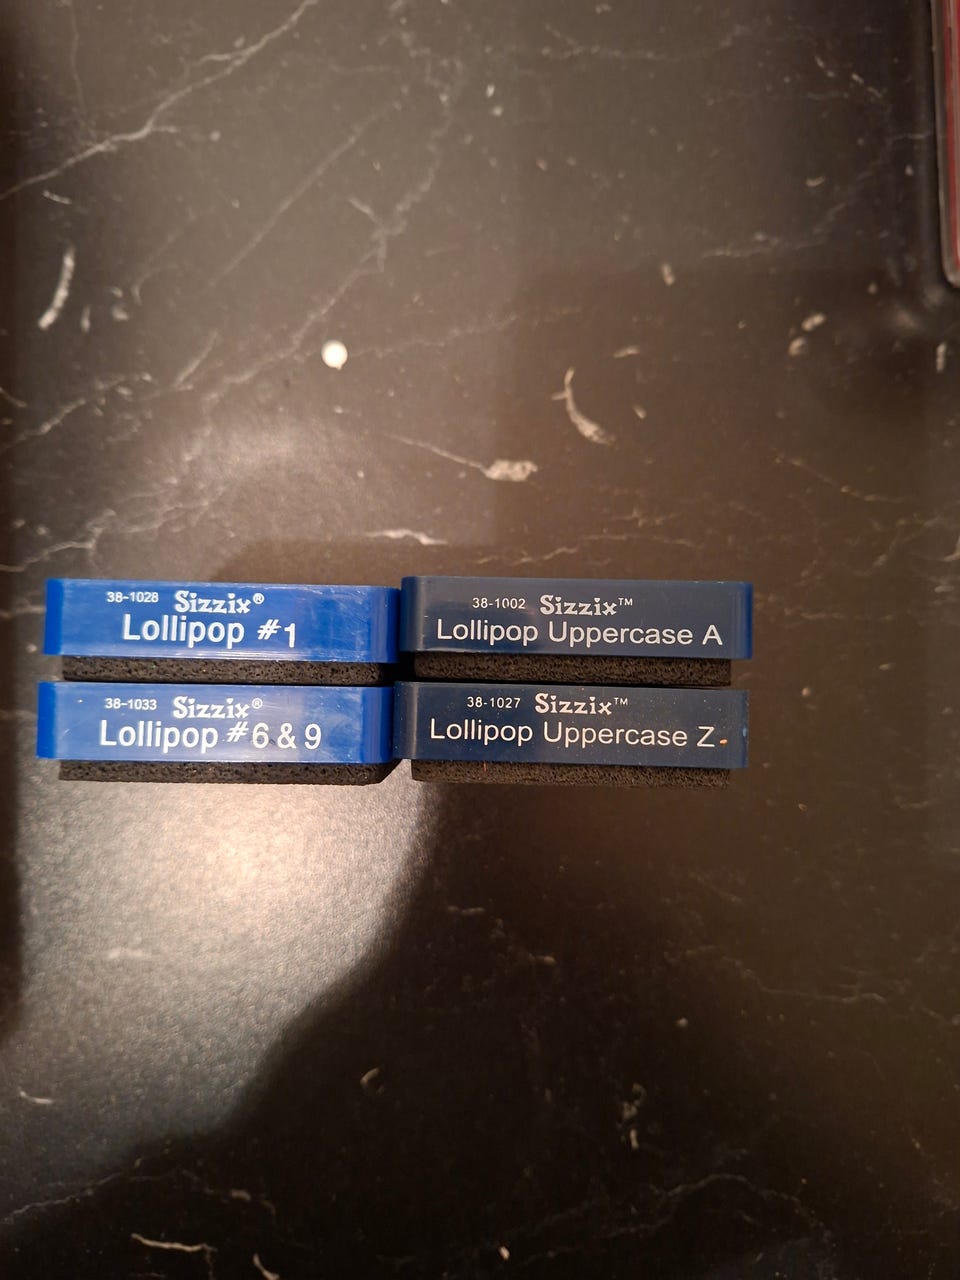 38-1028 Sizzix®
Lollipop #1
38-1002 Sizzix™
Lollipop Uppercase A
38-1033 Sizzix®
Lollipop #6 & 9
38-1027 Sizzix™
Lollipop Uppercase Z